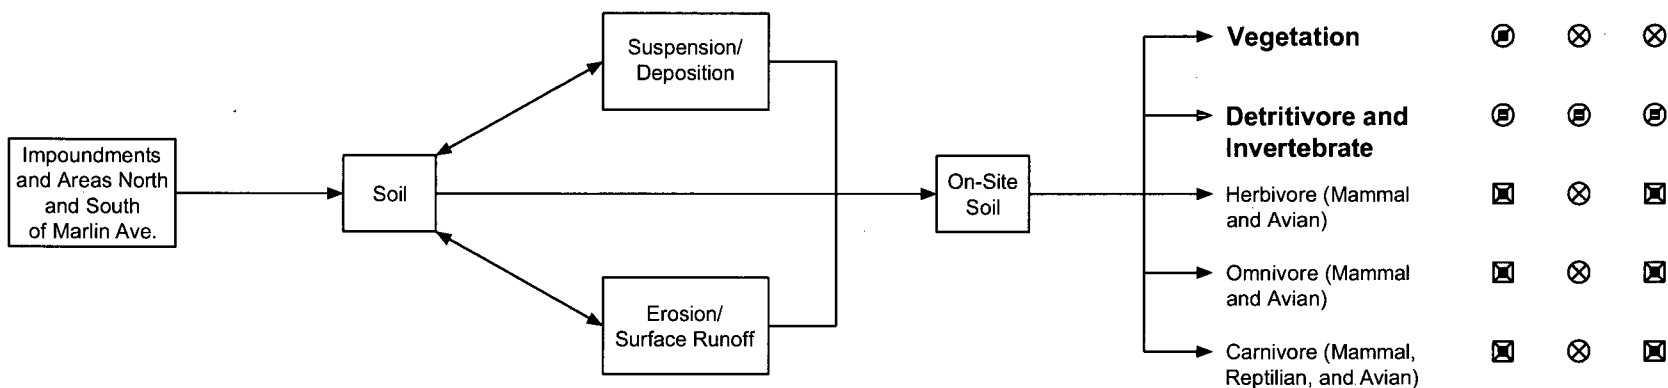 Impoundments
and Areas North
and South
of Marlin Ave.
Soil
Suspension/
Deposition
Erosion/
Surface Runoff
On-Site
Soil
Vegetation
Detritivore and
Invertebrate
Herbivore (Mammal
and Avian)
Omnivore (Mammal
and Avian)
Carnivore (Mammal,
Reptilian, and Avian)